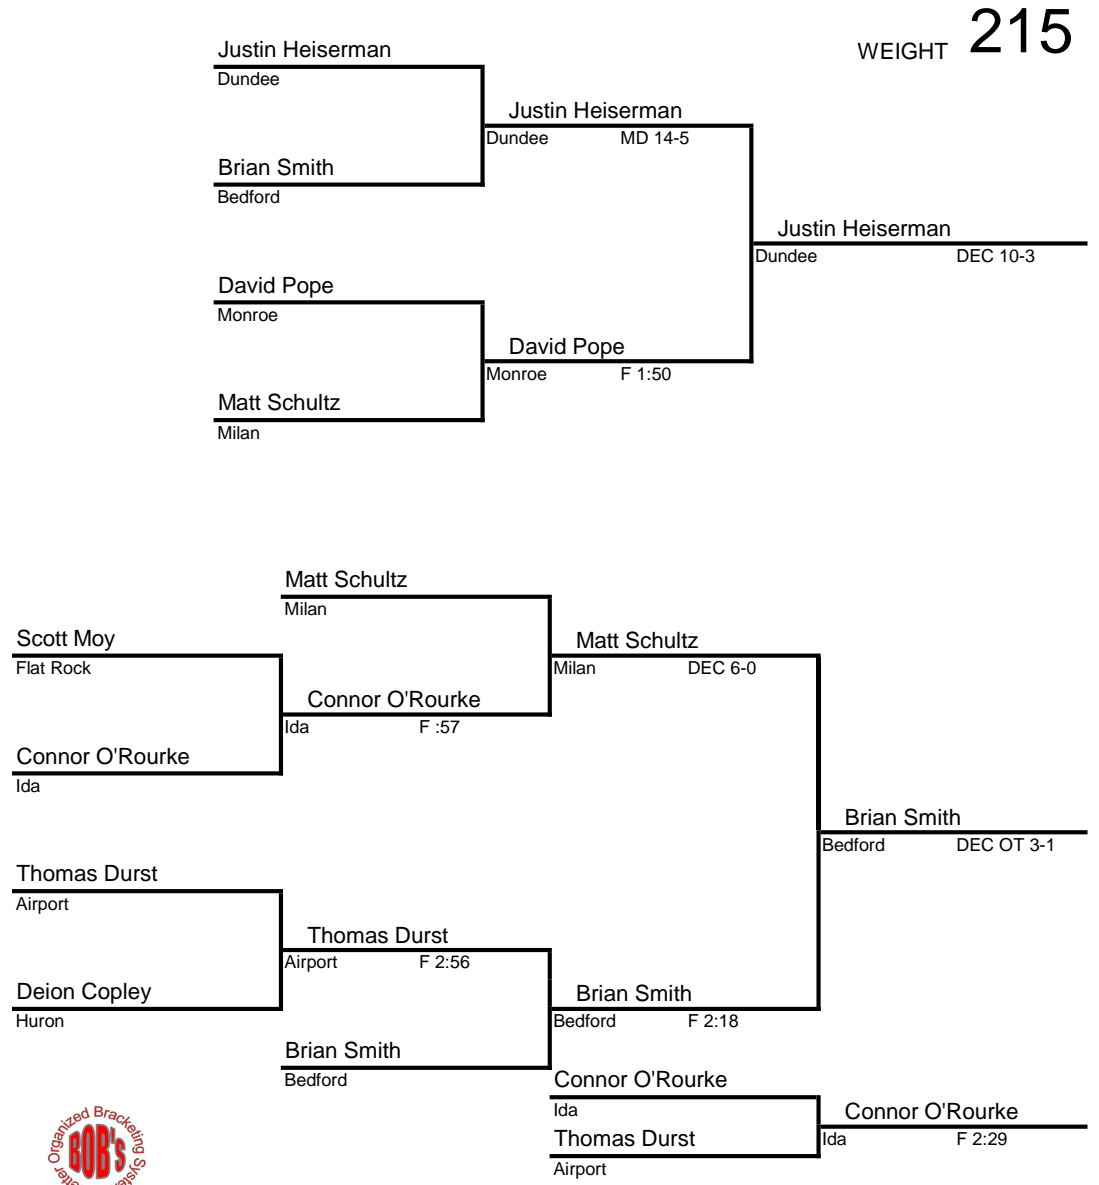 WEIGHT 215
Justin Heiserman
Dundee
Justin Heiserman
Dundee MD 14-5
Brian Smith
Bedford
Justin Heiserman
Dundee DEC 10-3
David Pope
Monroe
David Pope
Monroe F 1:50
Matt Schultz
Milan
Matt Schultz
Milan
Scott Moy
Flat Rock
Matt Schultz
Milan DEC 6-0
Connor O'Rourke
Ida F :57
Connor O'Rourke
Ida
Brian Smith
Bedford DEC OT 3-1
Thomas Durst
Airport
Thomas Durst
Airport F 2:56
Deion Copley
Huron
Brian Smith
Bedford F 2:18
Brian Smith
Bedford
Connor O'Rourke
Ida
Connor O'Rourke
Ida F 2:29
Thomas Durst
Airport
Organized Bracketing
BOB'S